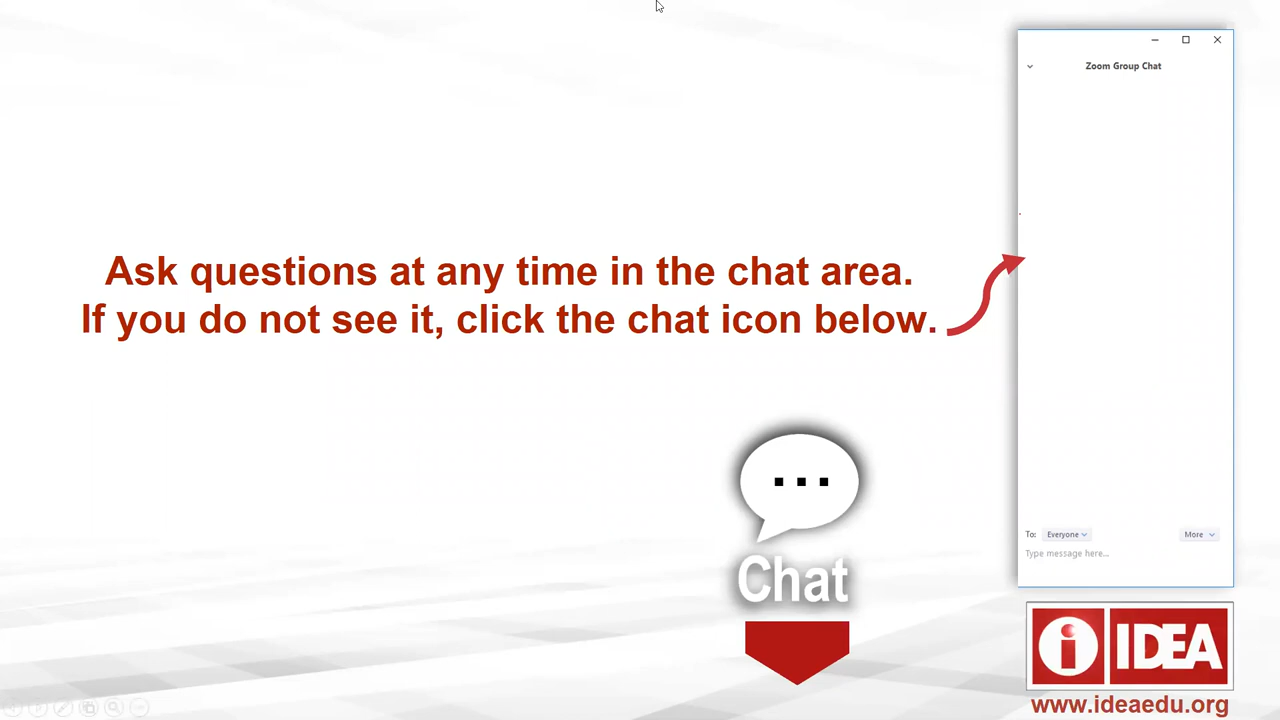 Zoom Group Chat
Ask questions at any time in the chat area.
If you do not see it, click the chat icon below.
Chat
To: Everyone More
Type message here...
i IDEA
www.ideaedu.org